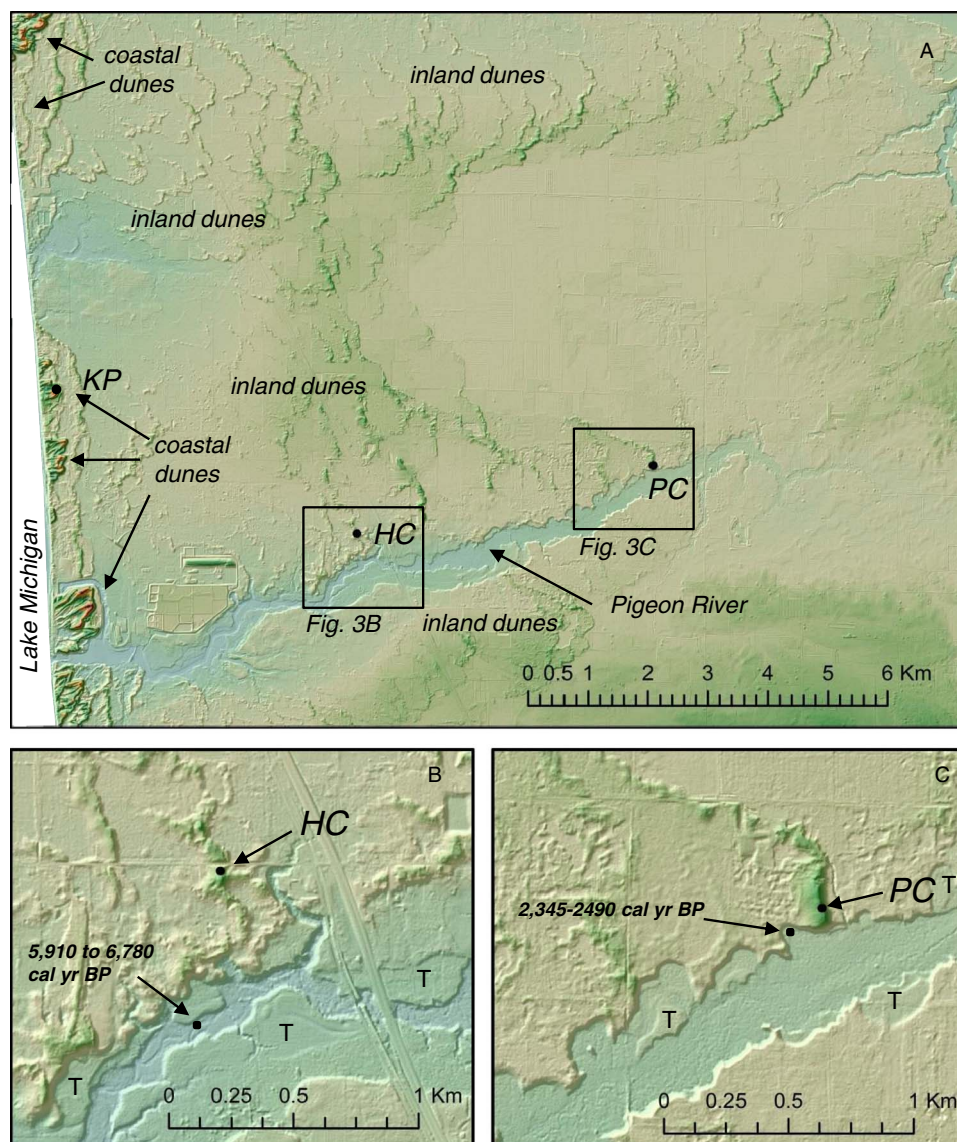 A
coastal
dunes
inland dunes
inland dunes
KP
inland dunes
coastal
dunes
PC
HC
Fig. 3C
Lake Michigan
Pigeon River
Fig. 3B
inland dunes
0 0.5 1 2 3 4 5 6 Km
B
HC
5,910 to 6,780
cal yr BP
T
T
T
0 0.25 0.5 1 Km
C
PC
T
2,345-2490 cal yr BP
T
T
0 0.25 0.5 1 Km